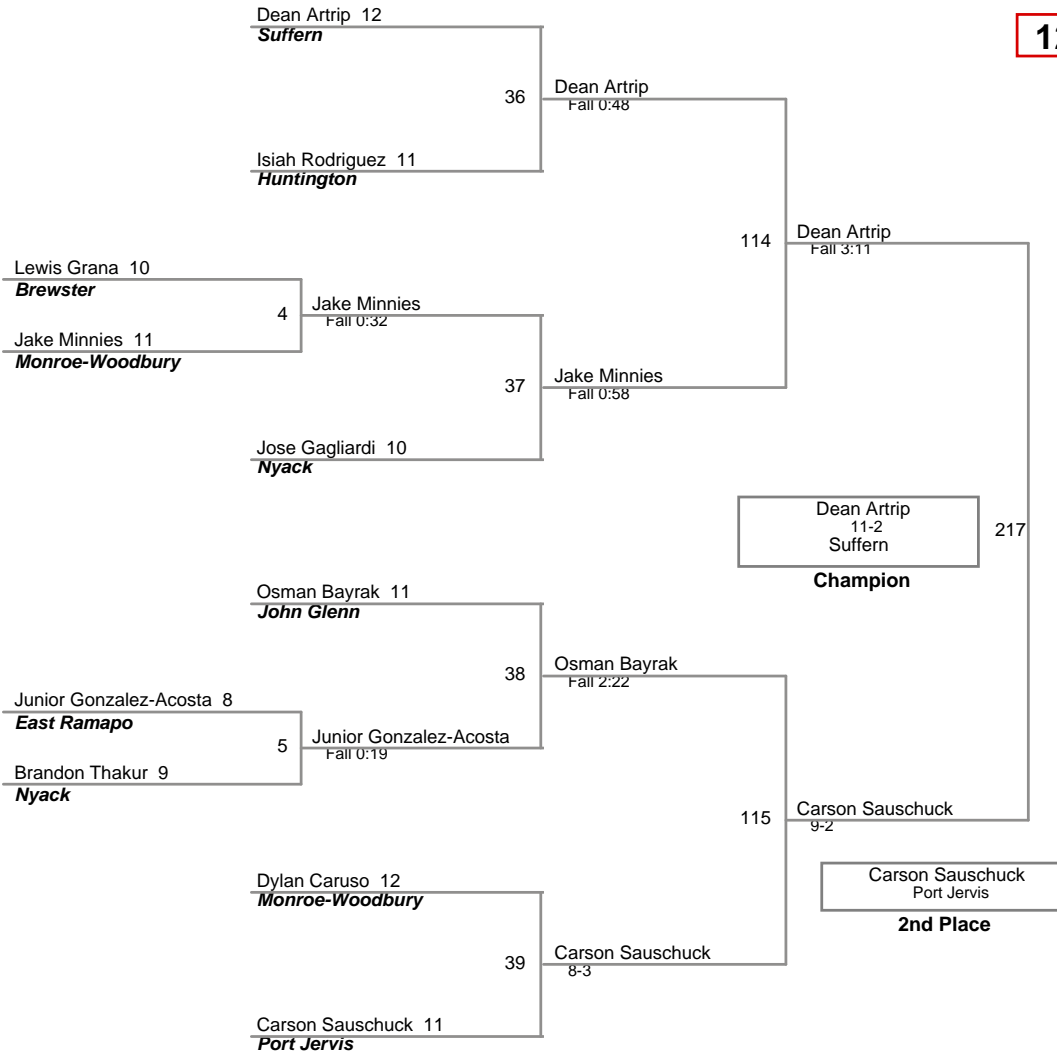 Dean Artrip 12
Suffern
36
Dean Artrip
Fall 0:48
Isiah Rodriguez 11
Huntington
114
Dean Artrip
Fall 3:11
Lewis Grana 10
Brewster
4
Jake Minnies
Fall 0:32
Jake Minnies 11
Monroe-Woodbury
37
Jake Minnies
Fall 0:58
Jose Gagliardi 10
Nyack
Dean Artrip
11-2
Suffern
Champion
217
Osman Bayrak 11
John Glenn
38
Osman Bayrak
Fall 2:22
Junior Gonzalez-Acosta 8
East Ramapo
5
Junior Gonzalez-Acosta
Fall 0:19
Brandon Thakur 9
Nyack
115
Carson Sauschuck
9-2
Dylan Caruso 12
Monroe-Woodbury
Carson Sauschuck
Port Jervis
2nd Place
39
Carson Sauschuck
8-3
Carson Sauschuck 11
Port Jervis